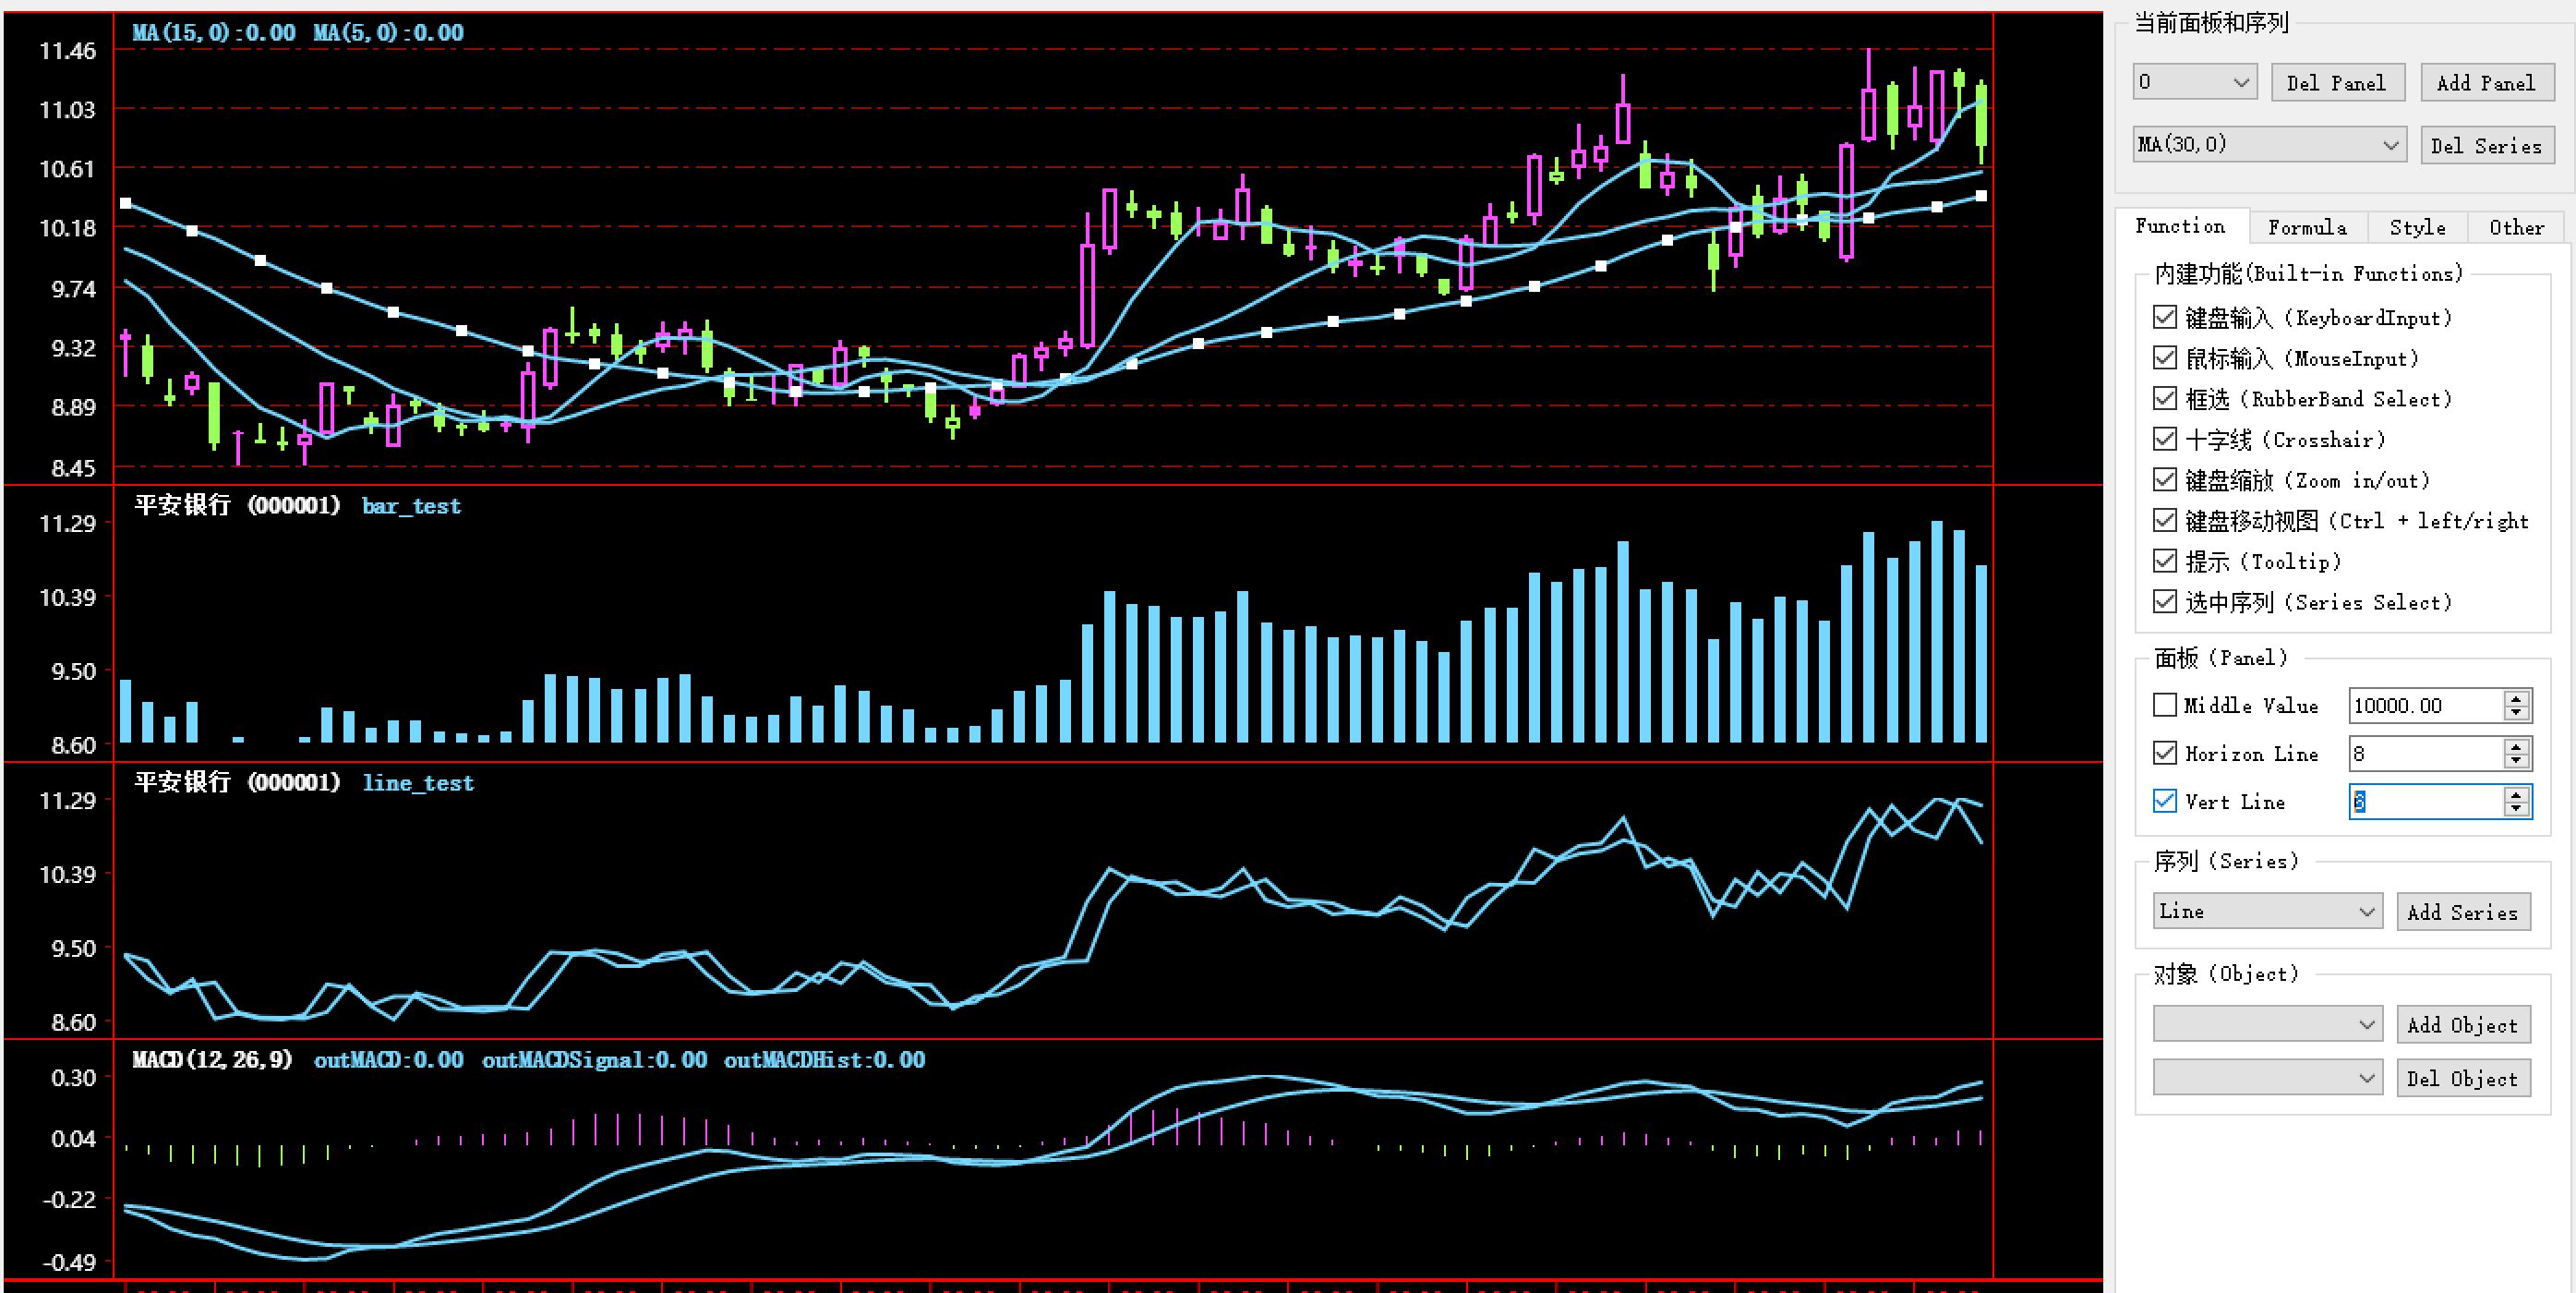 MA(15,0):0.00 MA(5,0):0.00
11.46
11.03
10.61
10.18
9.74
9.32
8.89
8.45
平安银行 (000001) bar_test
11.29
10.39
9.50
8.60
平安银行 (000001) line_test
11.29
10.39
9.50
8.60
MACD(12,26,9) outMACD:0.00 outMACDSignal:0.00 outMACDHist:0.00
0.30
0.04
-0.22
-0.49
当前面板和序列
0 Del Panel Add Panel
MA(30,0) Del Series
Function Formula Style Other
内建功能(Built-in Functions)
键盘输入 (KeyboardInput)
鼠标输入 (MouseInput)
框选 (RubberBand Select)
十字线 (Crosshair)
键盘缩放 (Zoom in/out)
键盘移动视图 (Ctrl + left/right
提示 (Tooltip)
选中序列 (Series Select)
面板 (Panel)
Middle Value 10000.00
Horizon Line 8
Vert Line
序列 (Series)
Line Add Series
对象 (Object)
Add Object
Del Object